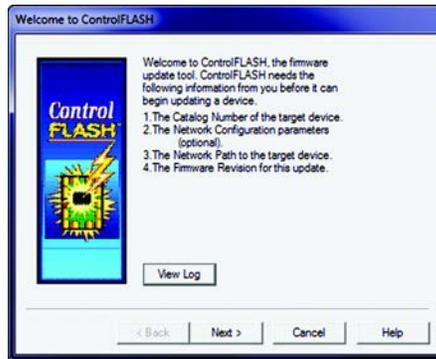 Welcome to ControlFLASH
Welcome to ControlFLASH, the firmware
update tool. ControlFLASH needs the
following information from you before it can
begin updating a device.
1.The Catalog Number of the target device.
2.The Network Configuration parameters
(optional).
3.The Network Path to the target device.
4.The Firmware Revision for this update.
Control
FLASH
View Log
< Back
Next >
Cancel
Help